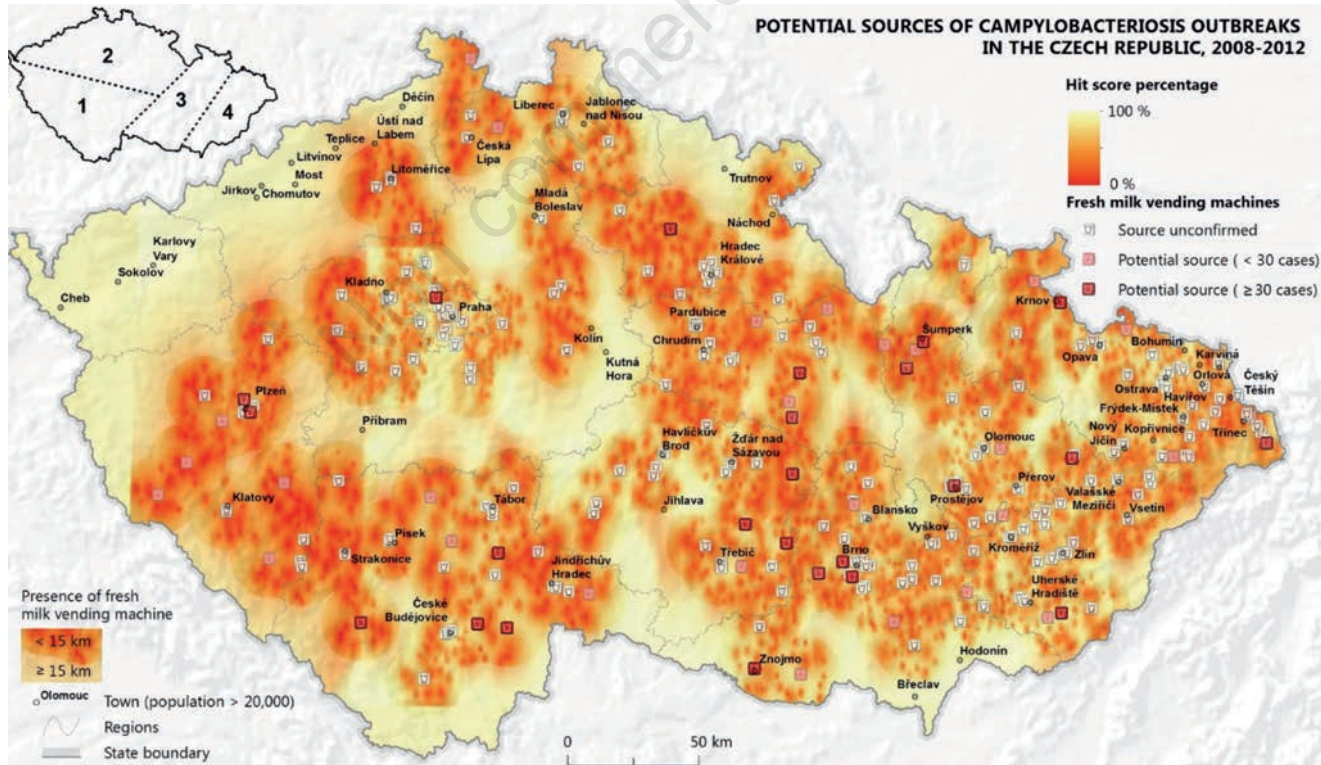 POTENTIAL SOURCES OF CAMPYLOBACTERIOSIS OUTBREAKS
IN THE CZECH REPUBLIC, 2008-2012
1
2
3
4
Hit score percentage
100 %
0 %
Fresh milk vending machines
Source unconfirmed
Potential source ( < 30 cases)
Potential source ( ≥ 30 cases)
Děčín
Ústí nad
Labem
Teplice
Litvínov
Most
Jirkov
Chomutov
Litoměřice
Česká
Lípa
Liberec
Jablonec
nad Nisou
Mladá
Boleslav
Trutnov
Náchod
Karlovy
Vary
Sokolov
Cheb
Kladno
Praha
Hradec
Králové
Pardubice
Chrudim
Kolín
Kutná
Hora
Plzeň
Příbram
Krnov
Šumperk
Opava
Bohumín
Karviná
Orlová
Český
Těšín
Ostrava
Havířov
Frýdek-Místek
Nový
Jičín
Kopřivnice
Třinec
Klatovy
Tábor
Písek
Strakonice
Havlíčkův
Brod
Žďár nad
Sázavou
Jihlava
Olomouc
Přerov
Prostějov
Valašské
Meziříčí
Vsetín
Blansko
Vyškov
Kroměříž
Zlín
Třebíč
Brno
Jindřichův
Hradec
České
Budějovice
Uherské
Hradiště
Znojmo
Hodonín
Břeclav
Presence of fresh
milk vending machine
< 15 km
≥ 15 km
Olomouc
Town (population > 20,000)
Regions
State boundary
0
50 km